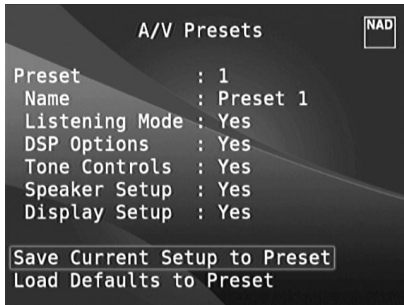 A/V Presets
NAD
Preset : 1
Name : Preset 1
Listening Mode : Yes
DSP Options : Yes
Tone Controls : Yes
Speaker Setup : Yes
Display Setup : Yes
Save Current Setup to Preset
Load Defaults to Preset